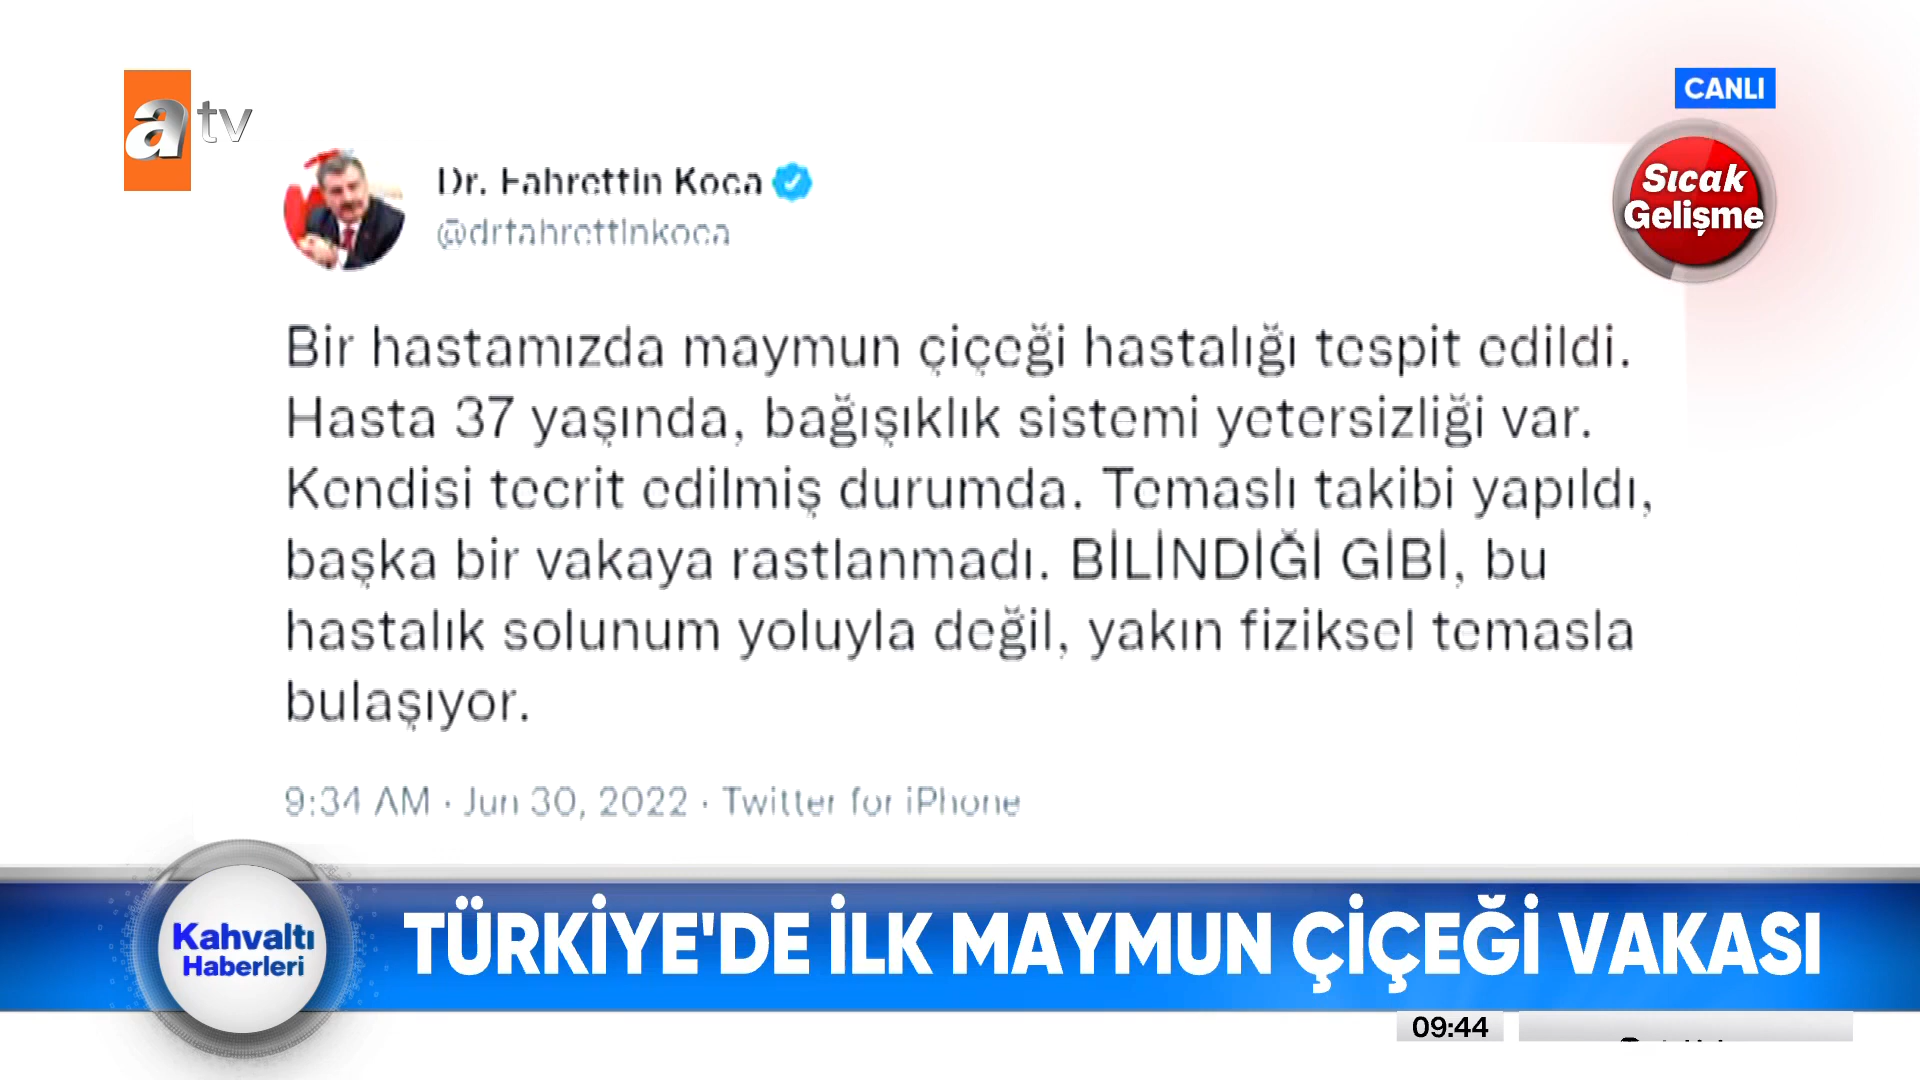 a tv
CANLI
Sıcak
Gelişme
Dr. Fahrettin Koca
@drfahrettinkoca
Bir hastamızda maymun çiçeği hastalığı tespit edildi.
Hasta 37 yaşında, bağışıklık sistemi yetersizliği var.
Kendisi tecrit edilmiş durumda. Temaslı takibi yapıldı,
başka bir vakaya rastlanmadı. BİLİNDİĞİ GİBİ, bu
hastalık solunum yoluyla değil, yakın fiziksel temasla
bulaşıyor.
9:34 AM · Jun 30, 2022 · Twitter for iPhone
Kahvaltı
Haberleri
TÜRKİYE'DE İLK MAYMUN ÇİÇEĞİ VAKASI
09:44